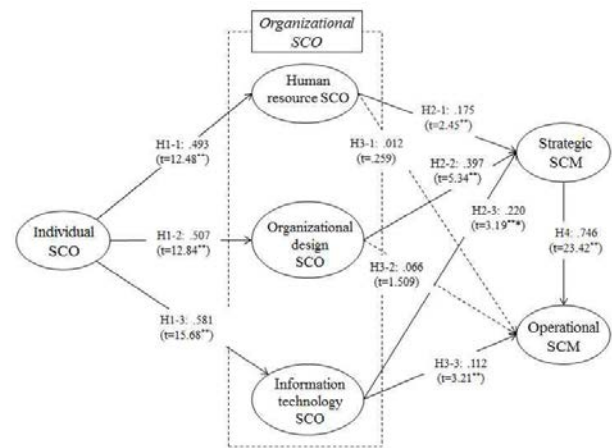 Organizational
SCO
Human
resource SCO
H2-1: .175
(t=2.45**)
H1-1: .493
(t=12.48**)
H3-1: .012
(t=.259)
Strategic
SCM
H2-2: .397
(t=5.34**)
H2-3: .220
(t=3.19***)
Individual
SCO
H1-2: .507
(t=12.84**)
Organizational
design SCO
H4: .746
(t=23.42**)
H3-2: .066
(t=1.509)
H1-3: .581
(t=15.68**)
Operational
SCM
H3-3: .112
(t=3.21**)
Information
technology
SCO